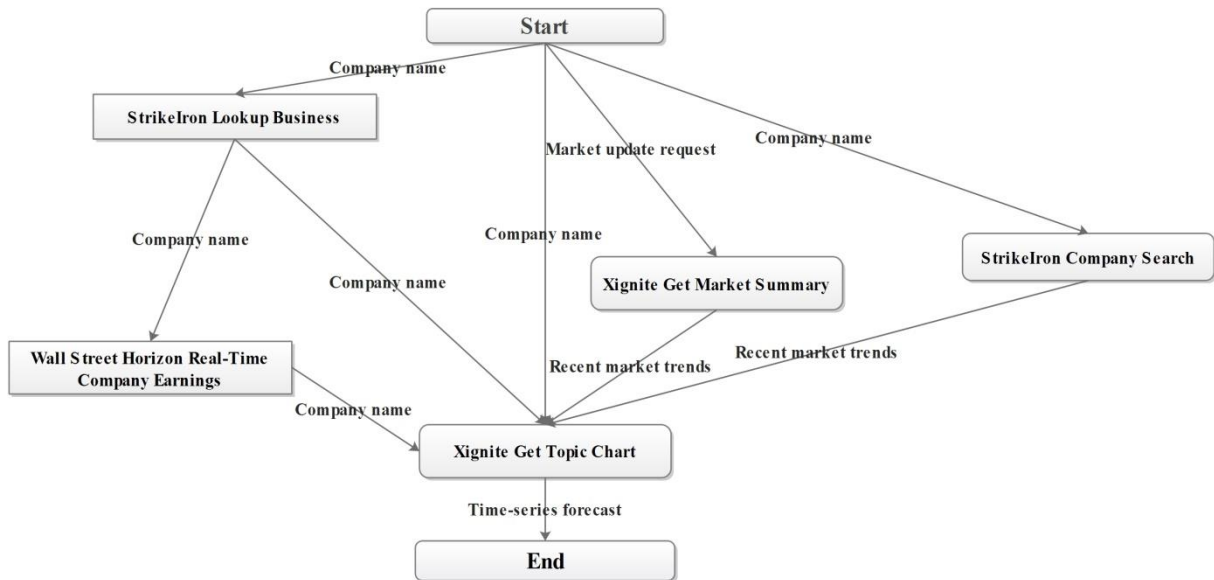 Start
Company name
StrikeIron Lookup Business
Market update request
Company name
Company name
Company name
StrikeIron Company Search
Xignite Get Market Summary
Company name
Wall Street Horizon Real-Time
Company Earnings
Recent market trends
Recent market trends
Company name
Xignite Get Topic Chart
Time-series forecast
End